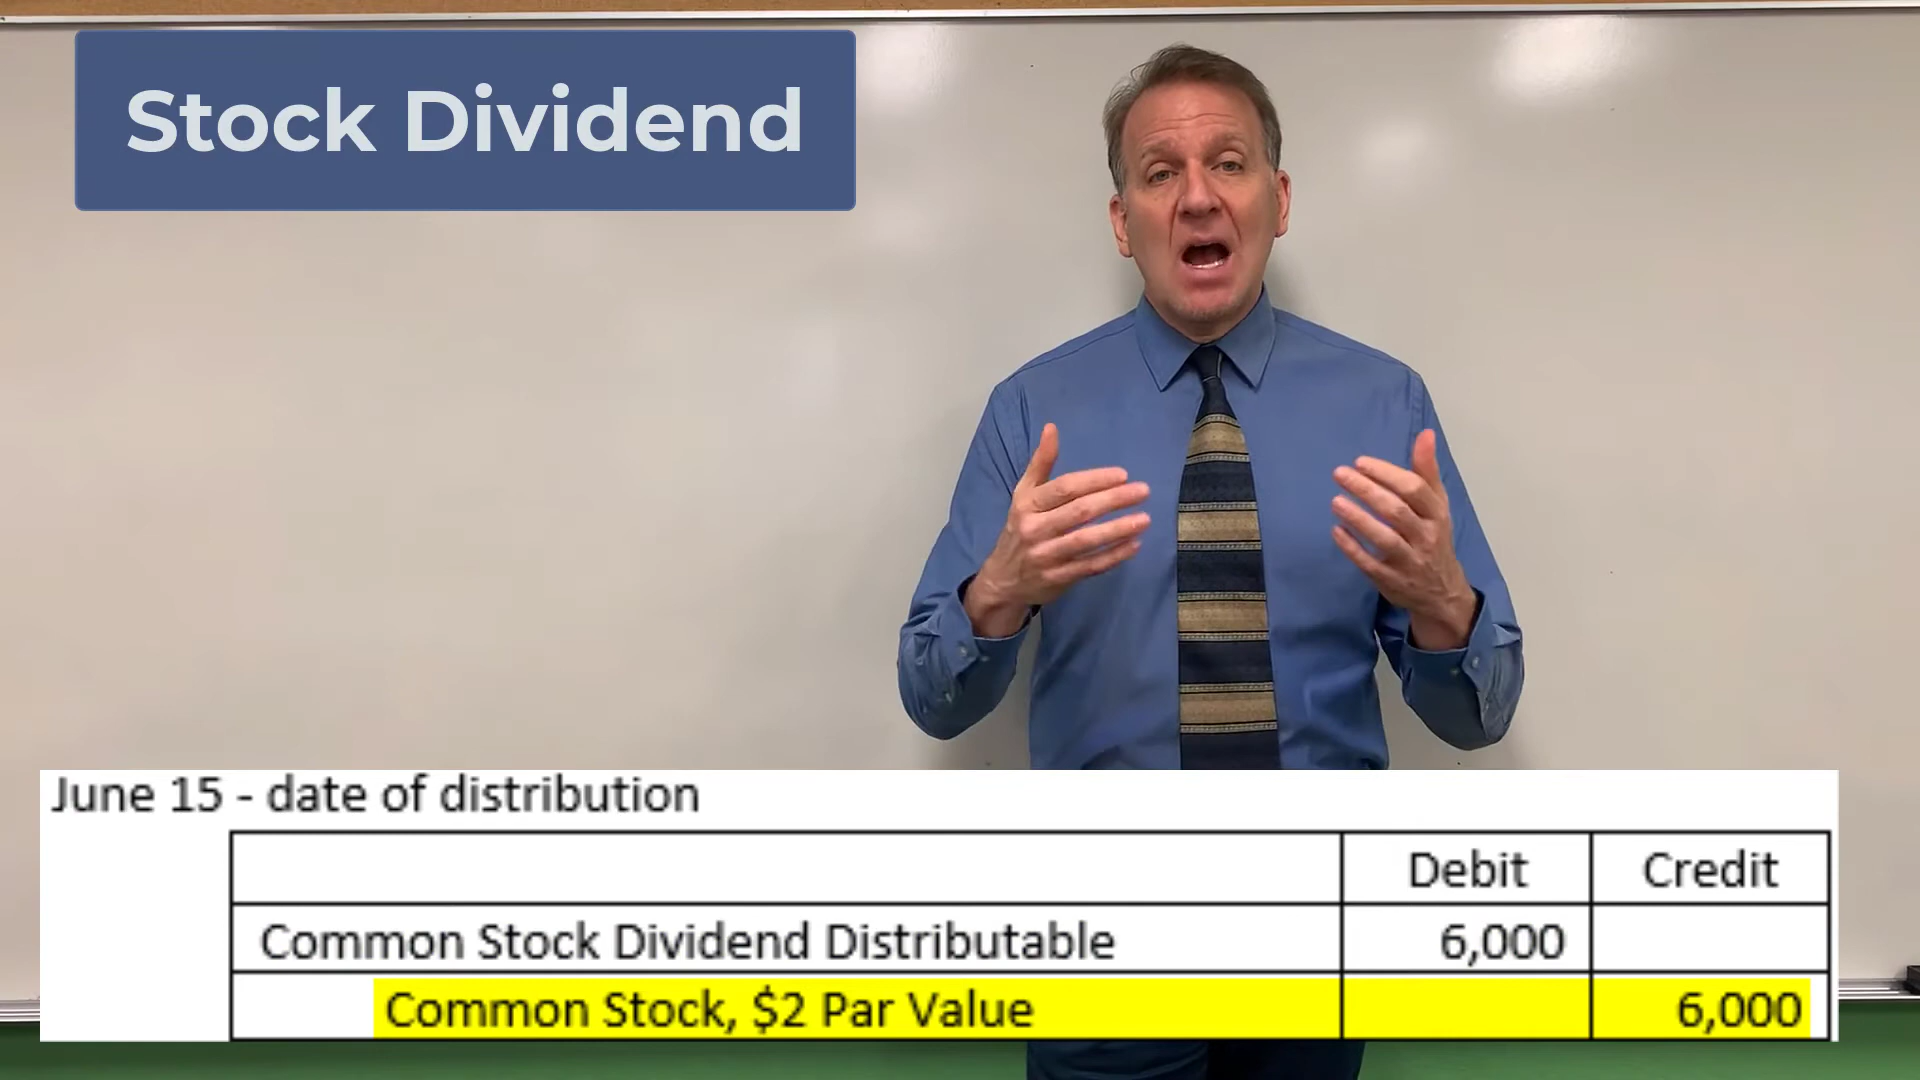 Stock Dividend
June 15 - date of distribution
Debit Credit
Common Stock Dividend Distributable 6,000
Common Stock, $2 Par Value 6,000